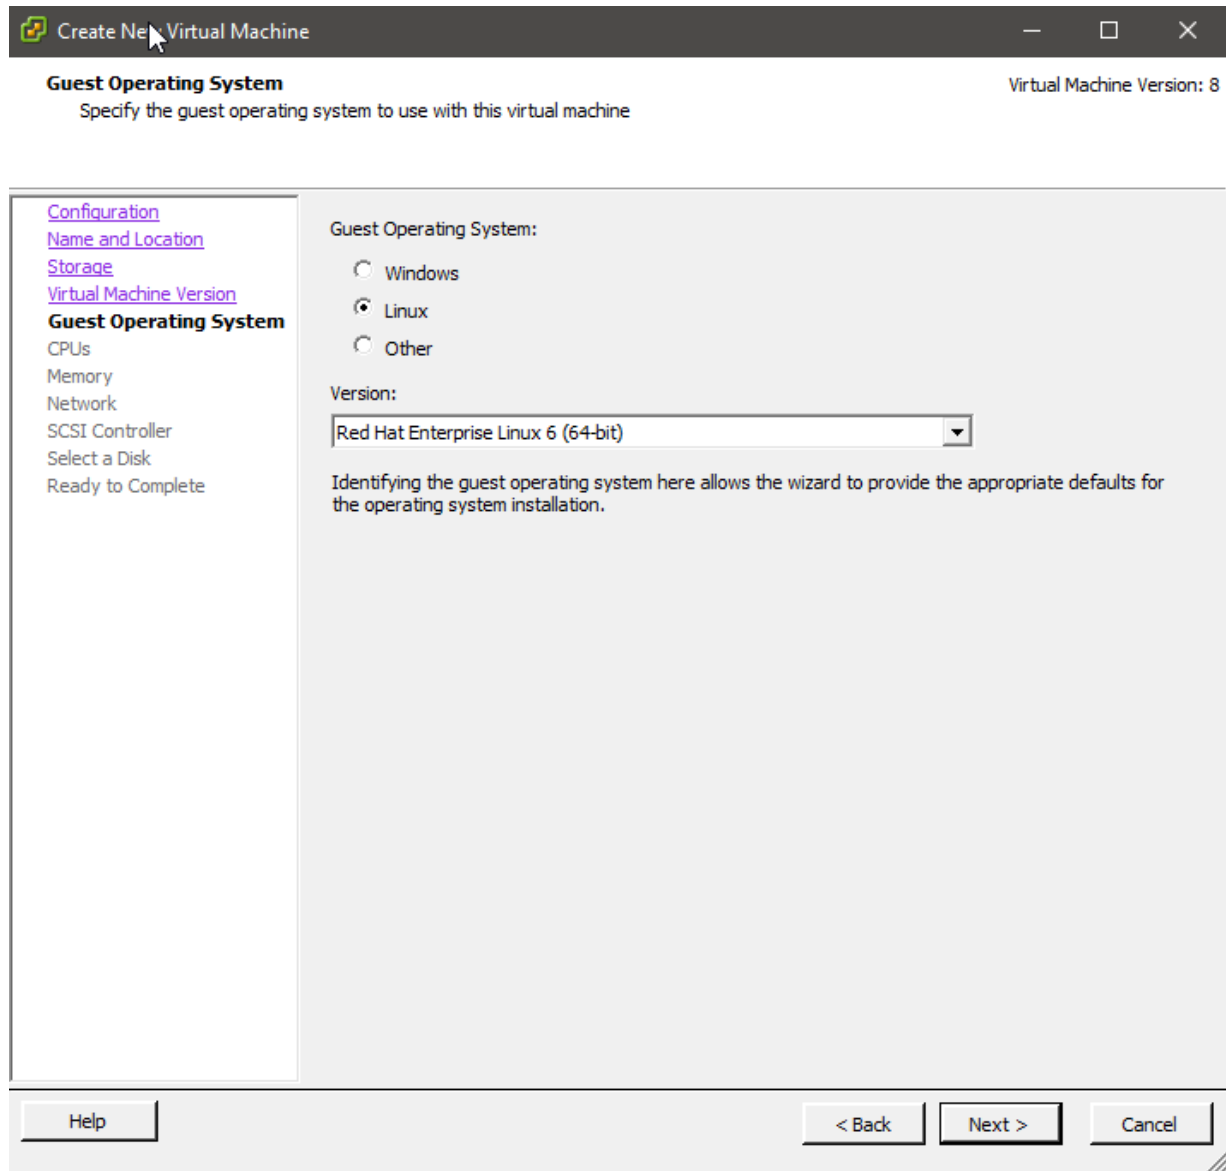 Create New Virtual Machine
Guest Operating System
Virtual Machine Version: 8
Specify the guest operating system to use with this virtual machine
Configuration
Name and Location
Storage
Virtual Machine Version
Guest Operating System
CPUs
Memory
Network
SCSI Controller
Select a Disk
Ready to Complete
Guest Operating System:
Windows
Linux
Other
Version:
Red Hat Enterprise Linux 6 (64-bit)
Identifying the guest operating system here allows the wizard to provide the appropriate defaults for
the operating system installation.
Help
< Back
Next >
Cancel